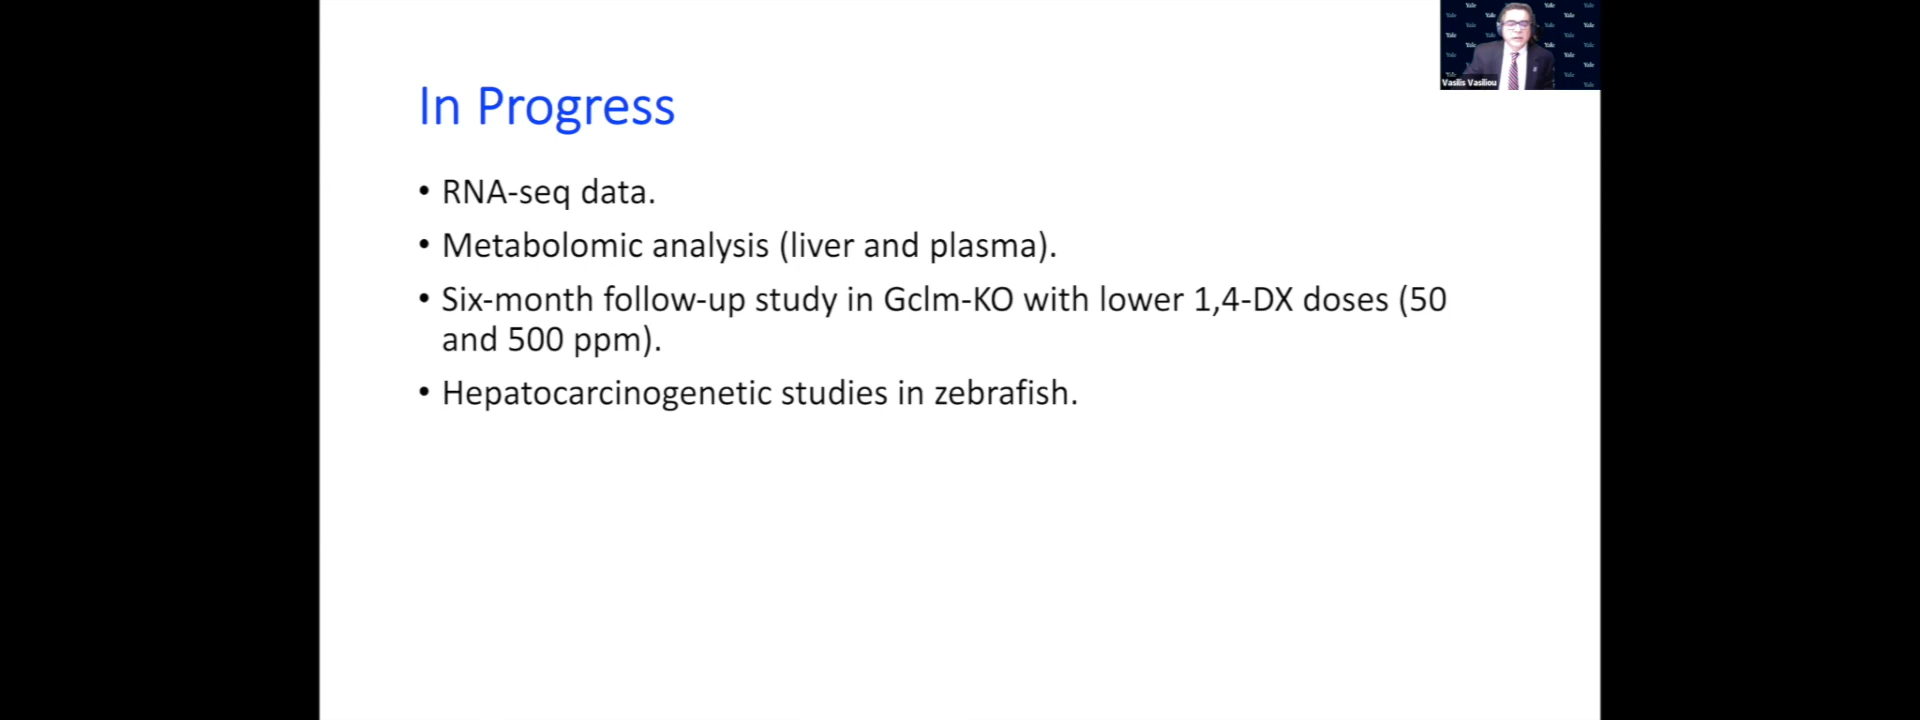 In Progress
• RNA-seq data.
• Metabolomic analysis (liver and plasma).
• Six-month follow-up study in Gclm-KO with lower 1,4-DX doses (50
and 500 ppm).
• Hepatocarcinogenetic studies in zebrafish.
Yale
Vasilis Vasiliou